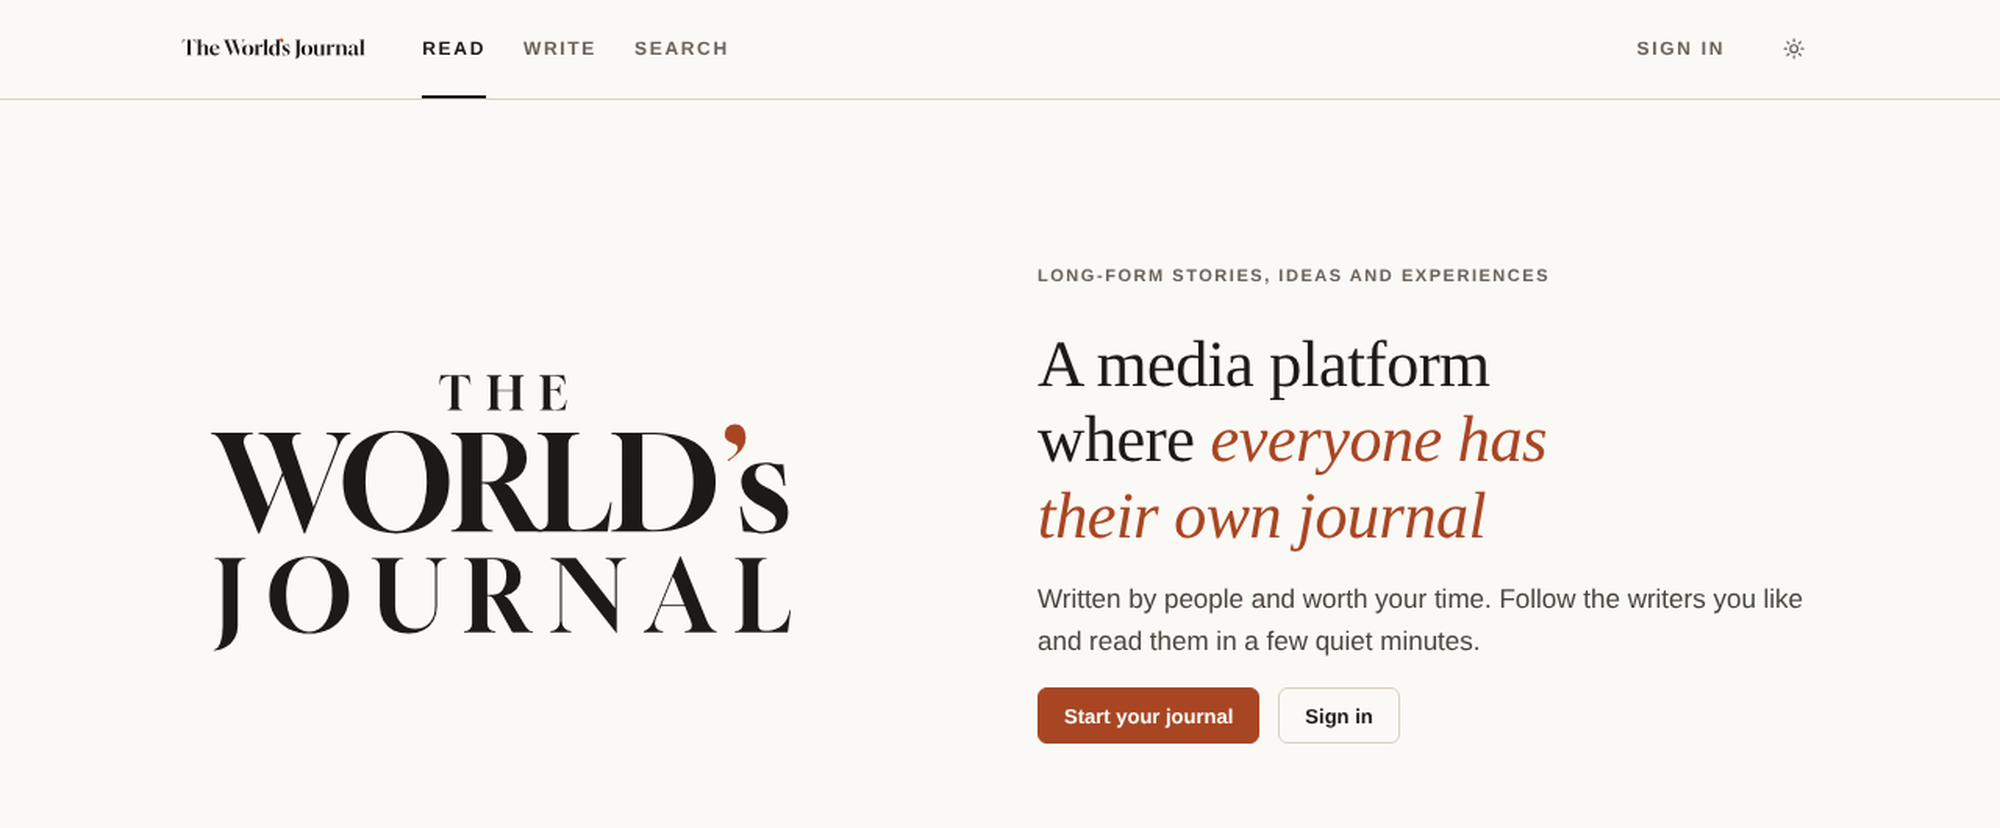 The World's Journal
READ
WRITE
SEARCH
SIGN IN
THE
WORLD's
JOURNAL
LONG-FORM STORIES, IDEAS AND EXPERIENCES
A media platform
where everyone has
their own journal
Written by people and worth your time. Follow the writers you like
and read them in a few quiet minutes.
Start your journal
Sign in